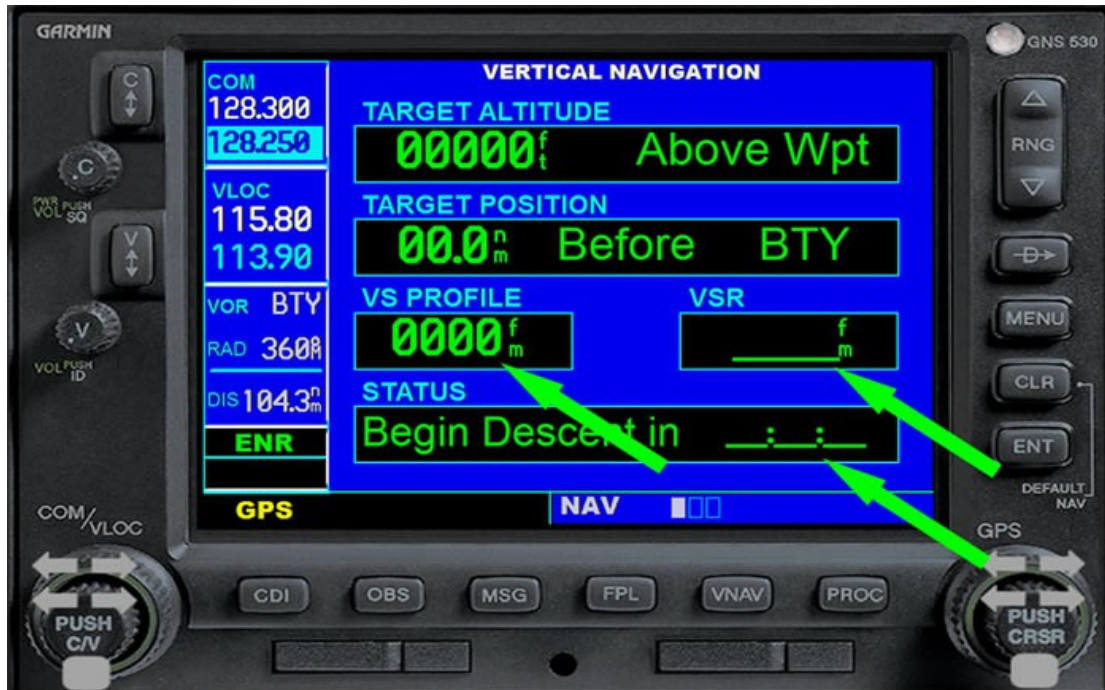 GARMIN
GNS 530
C
COM
128.300
128.250
C
PWR
VOL
PUSH
SQ
VLOC
115.80
113.90
V
V
VOL
PUSH
ID
VOR BTY
RAD 360°M
DIS 104.3nm
ENR
GPS
VERTICAL NAVIGATION
TARGET ALTITUDE
00000ft Above Wpt
TARGET POSITION
00.0nm Before BTY
VS PROFILE
0000fm
VSR
_____fm
STATUS
Begin Descent in __:__:__
NAV
RNG
D
MENU
CLR
ENT
DEFAULT
NAV
COM/VLOC
GPS
CDI
OBS
MSG
FPL
VNAV
PROC
PUSH
C/V
PUSH
CRSR